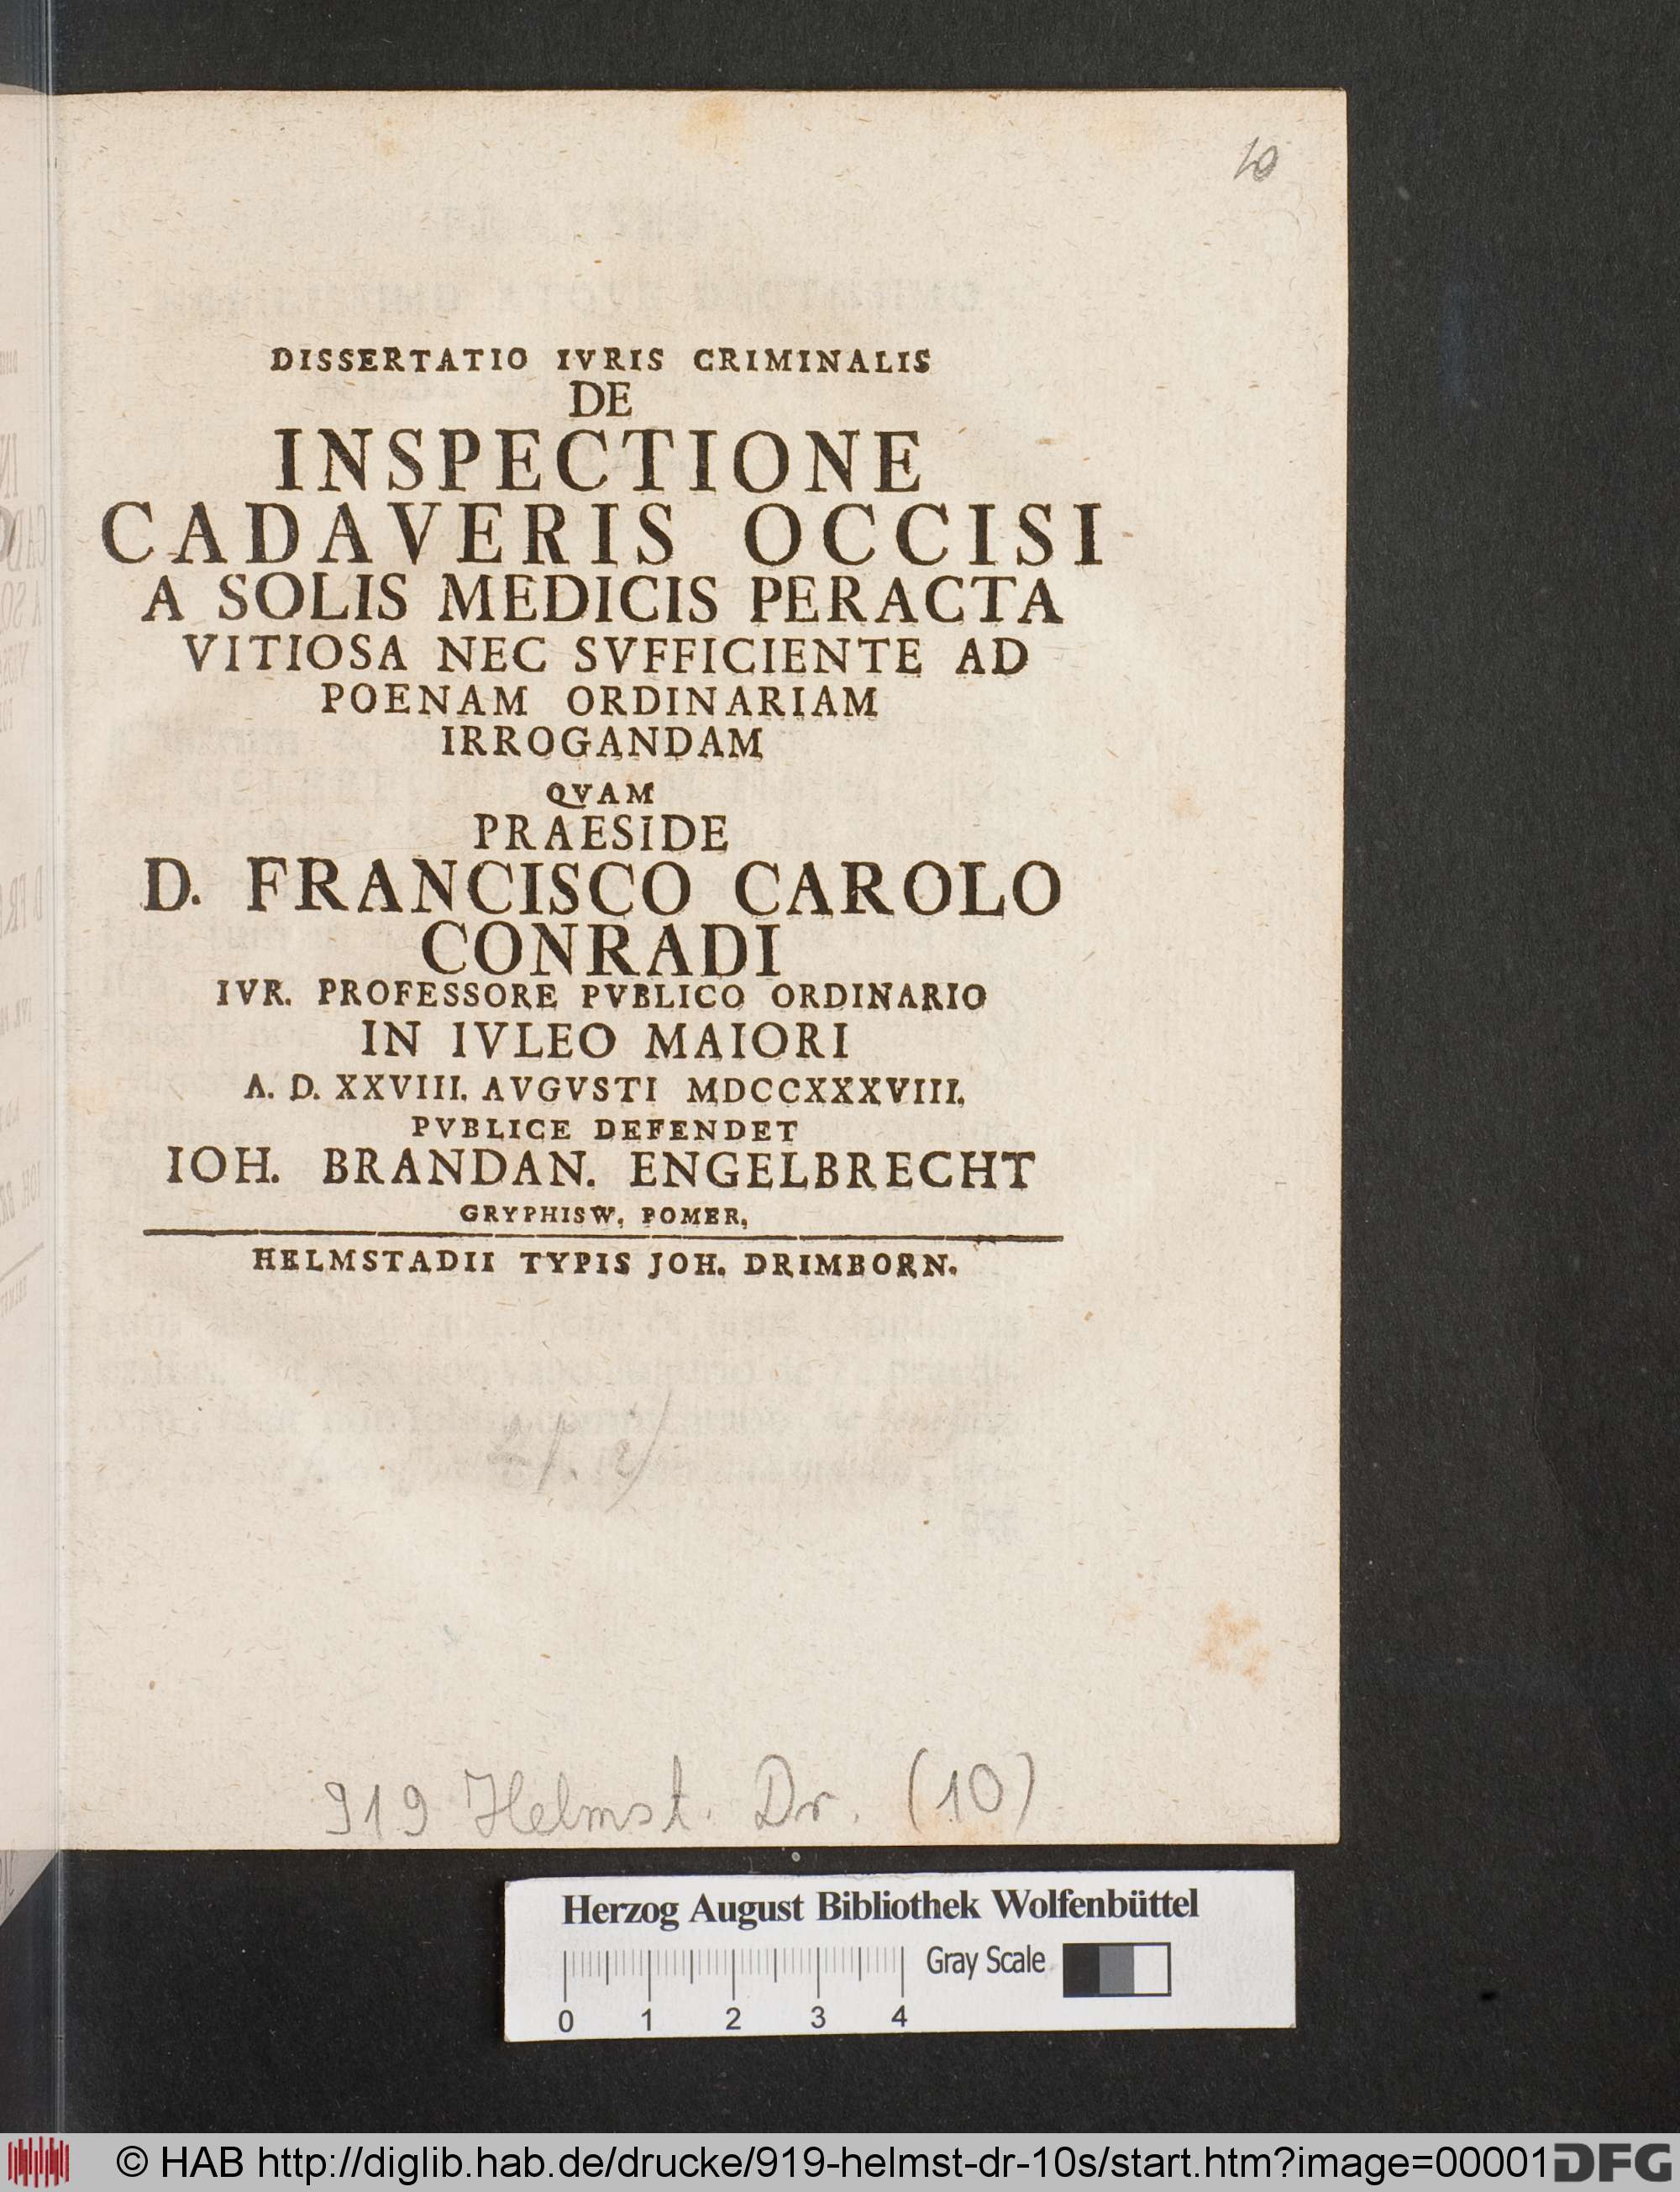 10
DISSERTATIO IVRIS CRIMINALIS
DE
INSPECTIONE
CADAVERIS OCCISI
A SOLIS MEDICIS PERACTA
VITIOSA NEC SVFFICIENTE AD
POENAM ORDINARIAM
IRROGANDAM
QVAM
PRAESIDE
D. FRANCISCO CAROLO
CONRADI
IVR. PROFESSORE PVBLICO ORDINARIO
IN IVLEO MAIORI
A. D. XXVIII. AVGVSTI MDCCXXXVIII.
PVBLICE DEFENDET
IOH. BRANDAN. ENGELBRECHT
GRYPHISW. POMER,
HELMSTADII TYPIS JOH. DRIMBORN.
919 Helmst. Dr. (10)
Herzog August Bibliothek Wolfenbüttel
Gray Scale
0 1 2 3 4
© HAB http://diglib.hab.de/drucke/919-helmst-dr-10s/start.htm?image=00001
DFG